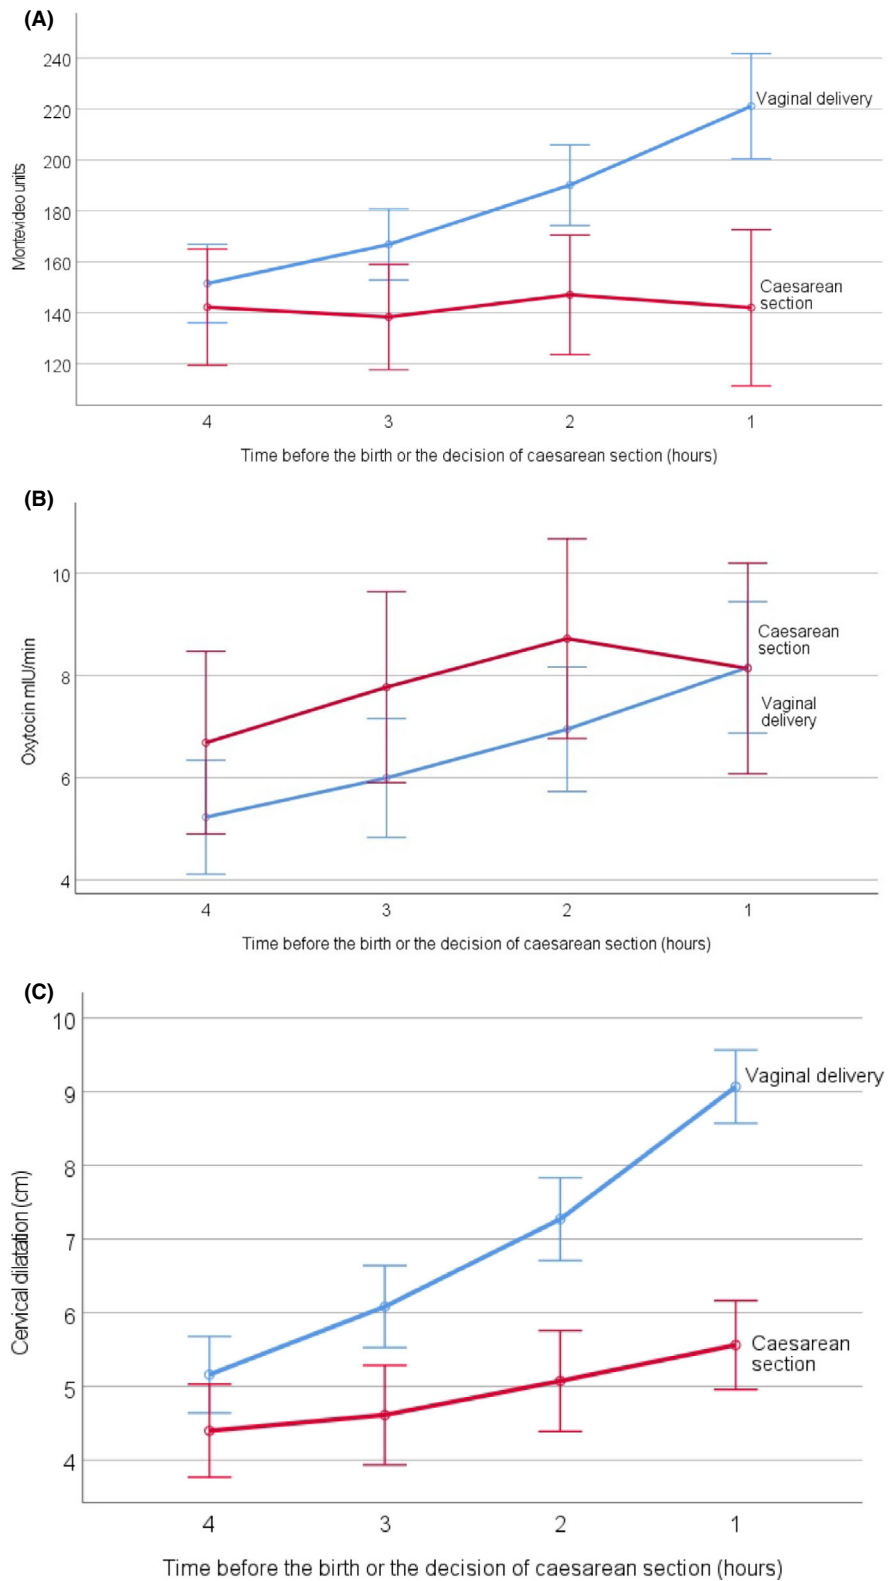 (A)
240
220
200
180
160
140
120
Montevideo units
Vaginal delivery
Caesarean
section
4 3 2 1
Time before the birth or the decision of caesarean section (hours)
(B)
10
8
6
4
Oxytocin mIU/min
Caesarean
section
Vaginal
delivery
4 3 2 1
Time before the birth or the decision of caesarean section (hours)
(C)
10
9
8
7
6
5
4
Cervical dilatation (cm)
Vaginal delivery
Caesarean
section
4 3 2 1
Time before the birth or the decision of caesarean section (hours)